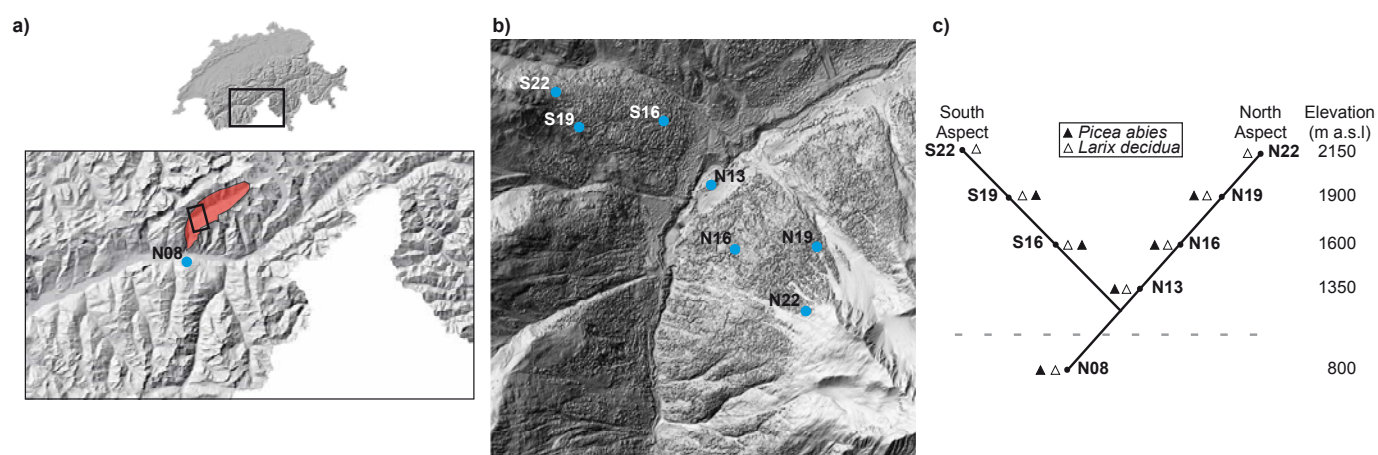 a)
N08
b)
S22
S19
S16
N13
N16
N19
N22
c)
South
Aspect
▲ Picea abies
△ Larix decidua
North
Aspect
Elevation
(m a.s.l)
S22
N22
2150
S19
N19
1900
S16
N16
1600
N13
1350
N08
800